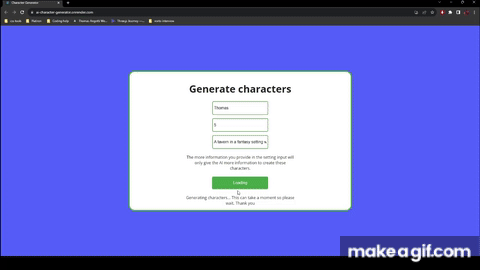 Character Generator
ai-character-generator.onrender.com
Generate characters
Thomas
5
A tavern in a fantasy setting w
The more information you provide in the setting input will
only give the AI more information to create these
characters.
Loading
Generating characters... This can take a moment so please
wait. Thank you
makeagif.com